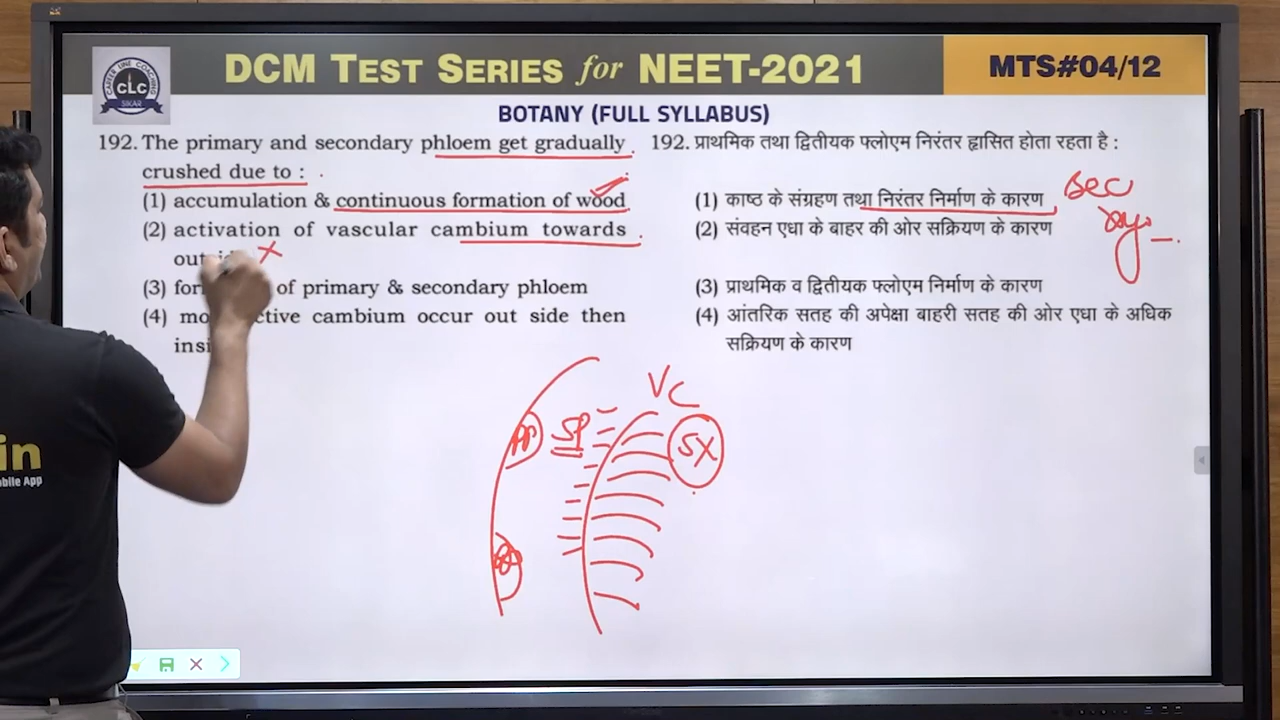 DCM TEST SERIES for NEET-2021
MTS#04/12
CAREER LINE COACHING
CLC
SIKAR
BOTANY (FULL SYLLABUS)
192. The primary and secondary phloem get gradually
crushed due to :
(1) accumulation & continuous formation of wood
(2) activation of vascular cambium towards
(3) of primary & secondary phloem
(4) cambium occur out side then
192. प्राथमिक तथा द्वितीयक फ्लोएम निरंतर ह्रासित होता रहता है :
(1) काष्ठ के संग्रहण तथा निरंतर निर्माण के कारण
(2) संवहन एधा के बाहर की ओर सक्रियण के कारण
(3) प्राथमिक व द्वितीयक फ्लोएम निर्माण के कारण
(4) आंतरिक सतह की अपेक्षा बाहरी सतह की ओर एधा के अधिक
सक्रियण के कारण
Sec
VC
SP
SX
in
obile App